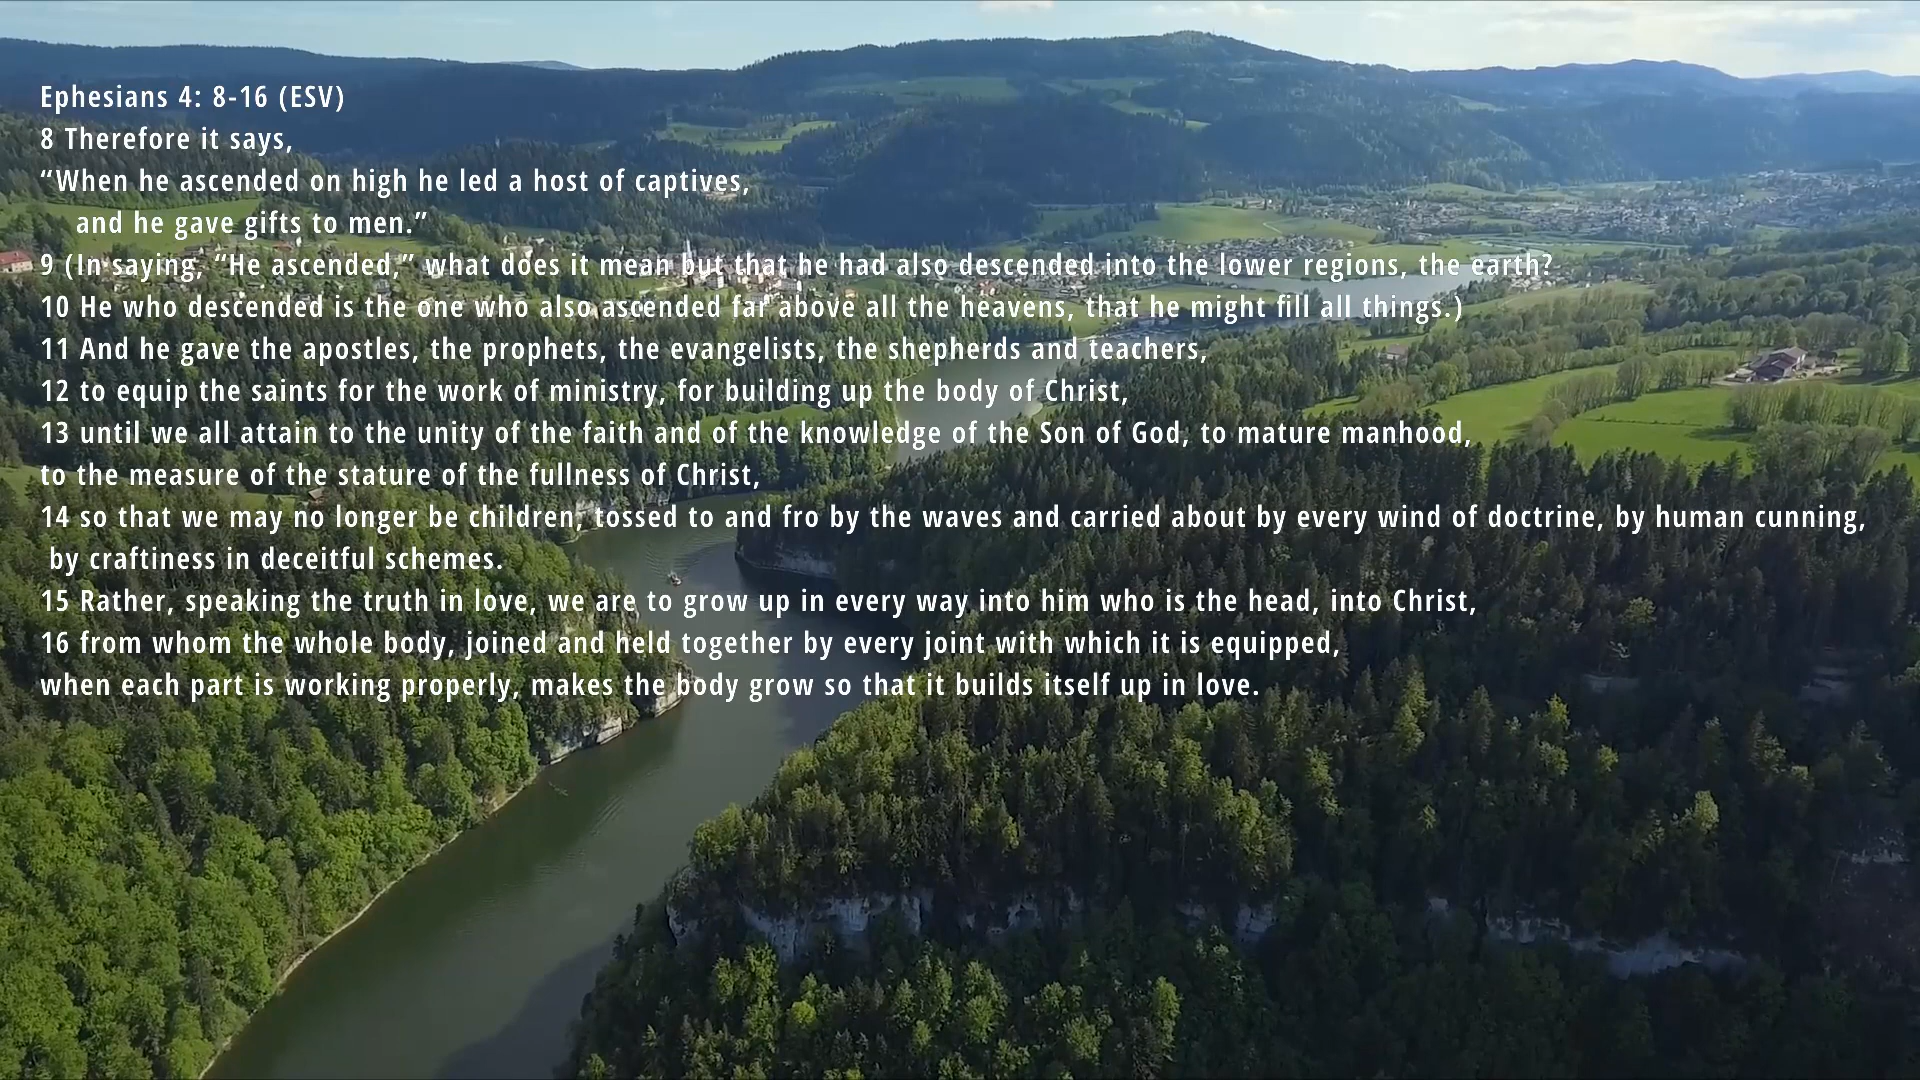 Ephesians 4: 8-16 (ESV)
8 Therefore it says,
“When he ascended on high he led a host of captives,
and he gave gifts to men.”
9 (In saying, “He ascended,” what does it mean but that he had also descended into the lower regions, the earth?
10 He who descended is the one who also ascended far above all the heavens, that he might fill all things.)
11 And he gave the apostles, the prophets, the evangelists, the shepherds and teachers,
12 to equip the saints for the work of ministry, for building up the body of Christ,
13 until we all attain to the unity of the faith and of the knowledge of the Son of God, to mature manhood,
to the measure of the stature of the fullness of Christ,
14 so that we may no longer be children, tossed to and fro by the waves and carried about by every wind of doctrine, by human cunning,
by craftiness in deceitful schemes.
15 Rather, speaking the truth in love, we are to grow up in every way into him who is the head, into Christ,
16 from whom the whole body, joined and held together by every joint with which it is equipped,
when each part is working properly, makes the body grow so that it builds itself up in love.